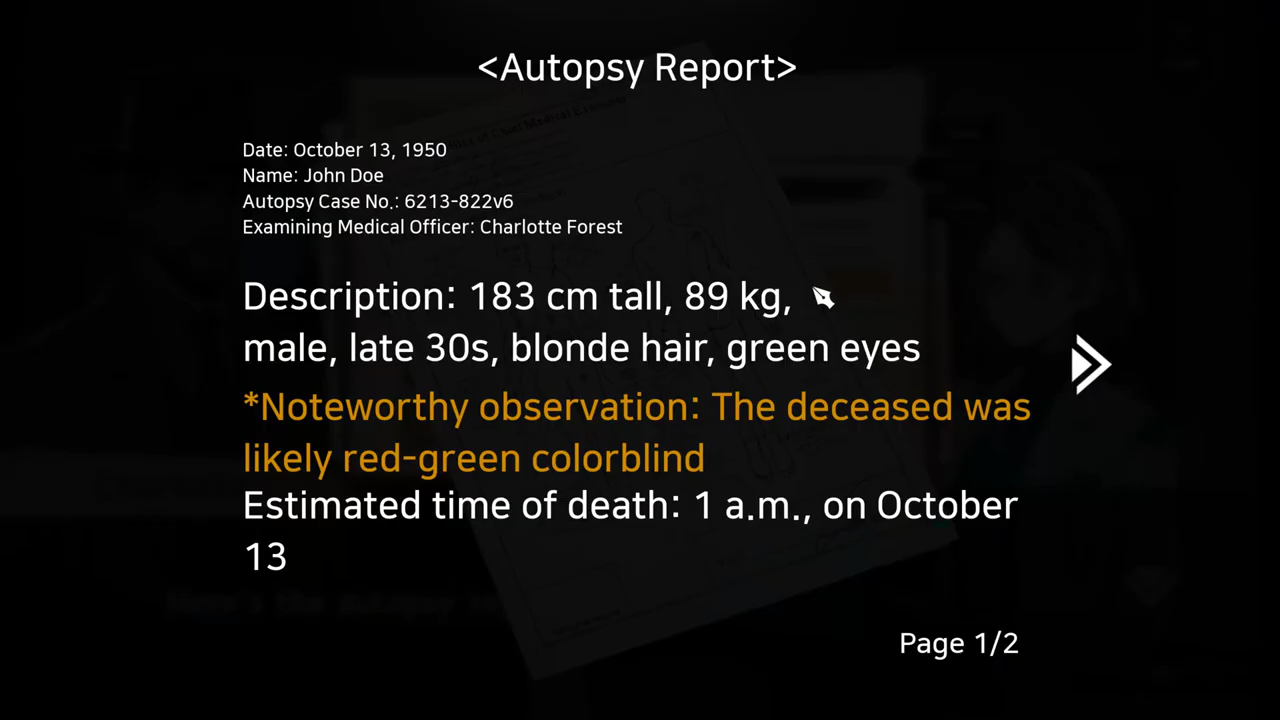 <Autopsy Report>
Date: October 13, 1950
Name: John Doe
Autopsy Case No.: 6213-822v6
Examining Medical Officer: Charlotte Forest
Description: 183 cm tall, 89 kg,
male, late 30s, blonde hair, green eyes
*Noteworthy observation: The deceased was
likely red-green colorblind
Estimated time of death: 1 a.m., on October
13
Page 1/2